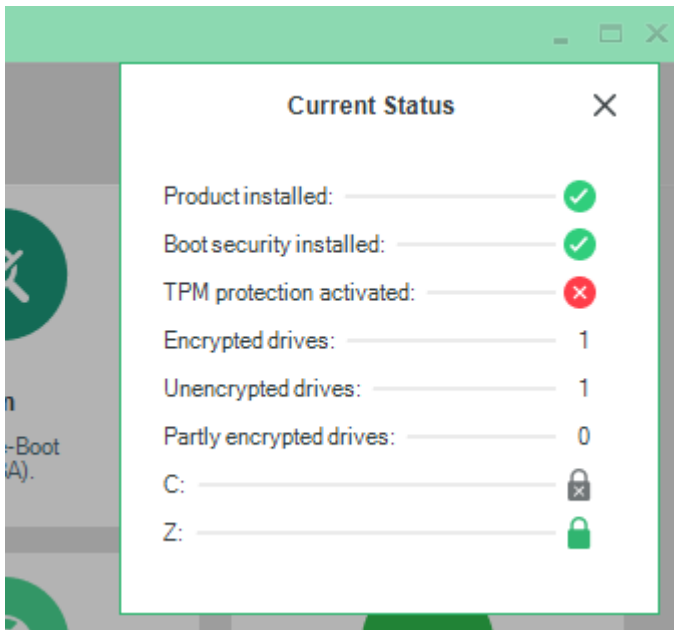 Current Status
Product installed:
Boot security installed:
TPM protection activated:
Encrypted drives: 1
Unencrypted drives: 1
Partly encrypted drives: 0
C:
Z:
n
-Boot
A).